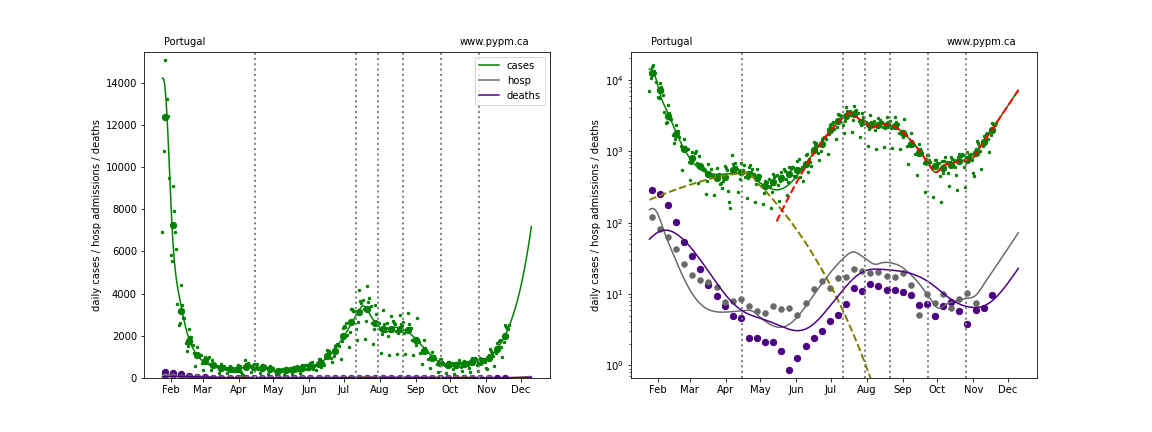 Portugal
www.pypm.ca
daily cases / hosp admissions / deaths
14000
12000
10000
8000
6000
4000
2000
0
cases
hosp
deaths
Feb Mar Apr May Jun Jul Aug Sep Oct Nov Dec
Portugal
www.pypm.ca
daily cases / hosp admissions / deaths
10^4
10^3
10^2
10^1
10^0
Feb Mar Apr May Jun Jul Aug Sep Oct Nov Dec